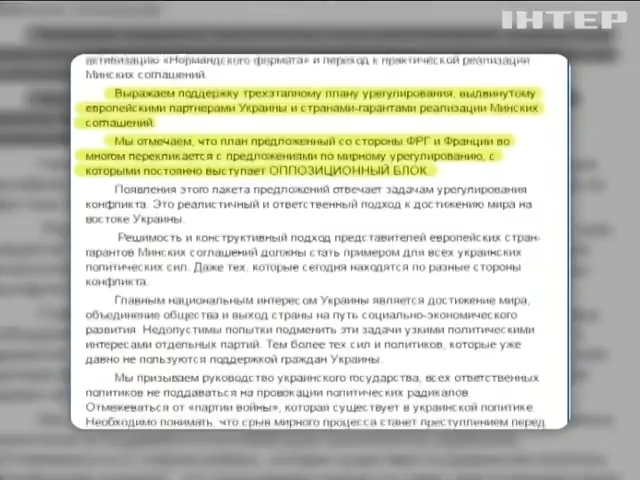 ІНТЕР
активизацию «Нормандского формата» и переход к практической реализации
Минских соглашений.
Выражаем поддержку трехэтапному плану урегулирования, выдвинутому
европейскими партнерами Украины и странами-гарантами реализации Минских
соглашений.
Мы отмечаем, что план предложенный со стороны ФРГ и Франции во
многом перекликается с предложениями по мирному урегулированию, с
которыми постоянно выступает ОППОЗИЦИОННЫЙ БЛОК
Появления этого пакета предложений отвечает задачам урегулирования
конфликта. Это реалистичный и ответственный подход к достижению мира на
востоке Украины.
Решимость и конструктивный подход представителей европейских стран-
гарантов Минских соглашений должны стать примером для всех украинских
политических сил. Даже тех, которые сегодня находятся по разные стороны
конфликта.
Главным национальным интересом Украины является достижение мира,
объединение общества и выход страны на путь социально-экономического
развития. Недопустимы попытки подменить эти задачи узкими политическими
интересами отдельных партий. Тем более тех сил и политиков, которые уже
давно не пользуются поддержкой граждан Украины.
Мы призываем руководство украинского государства, всех ответственных
политиков не поддаваться на провокации политических радикалов
Отмежеваться от «партии войны», которая существует в украинской политике.
Необходимо понимать, что срыв мирного процесса станет преступлением перед